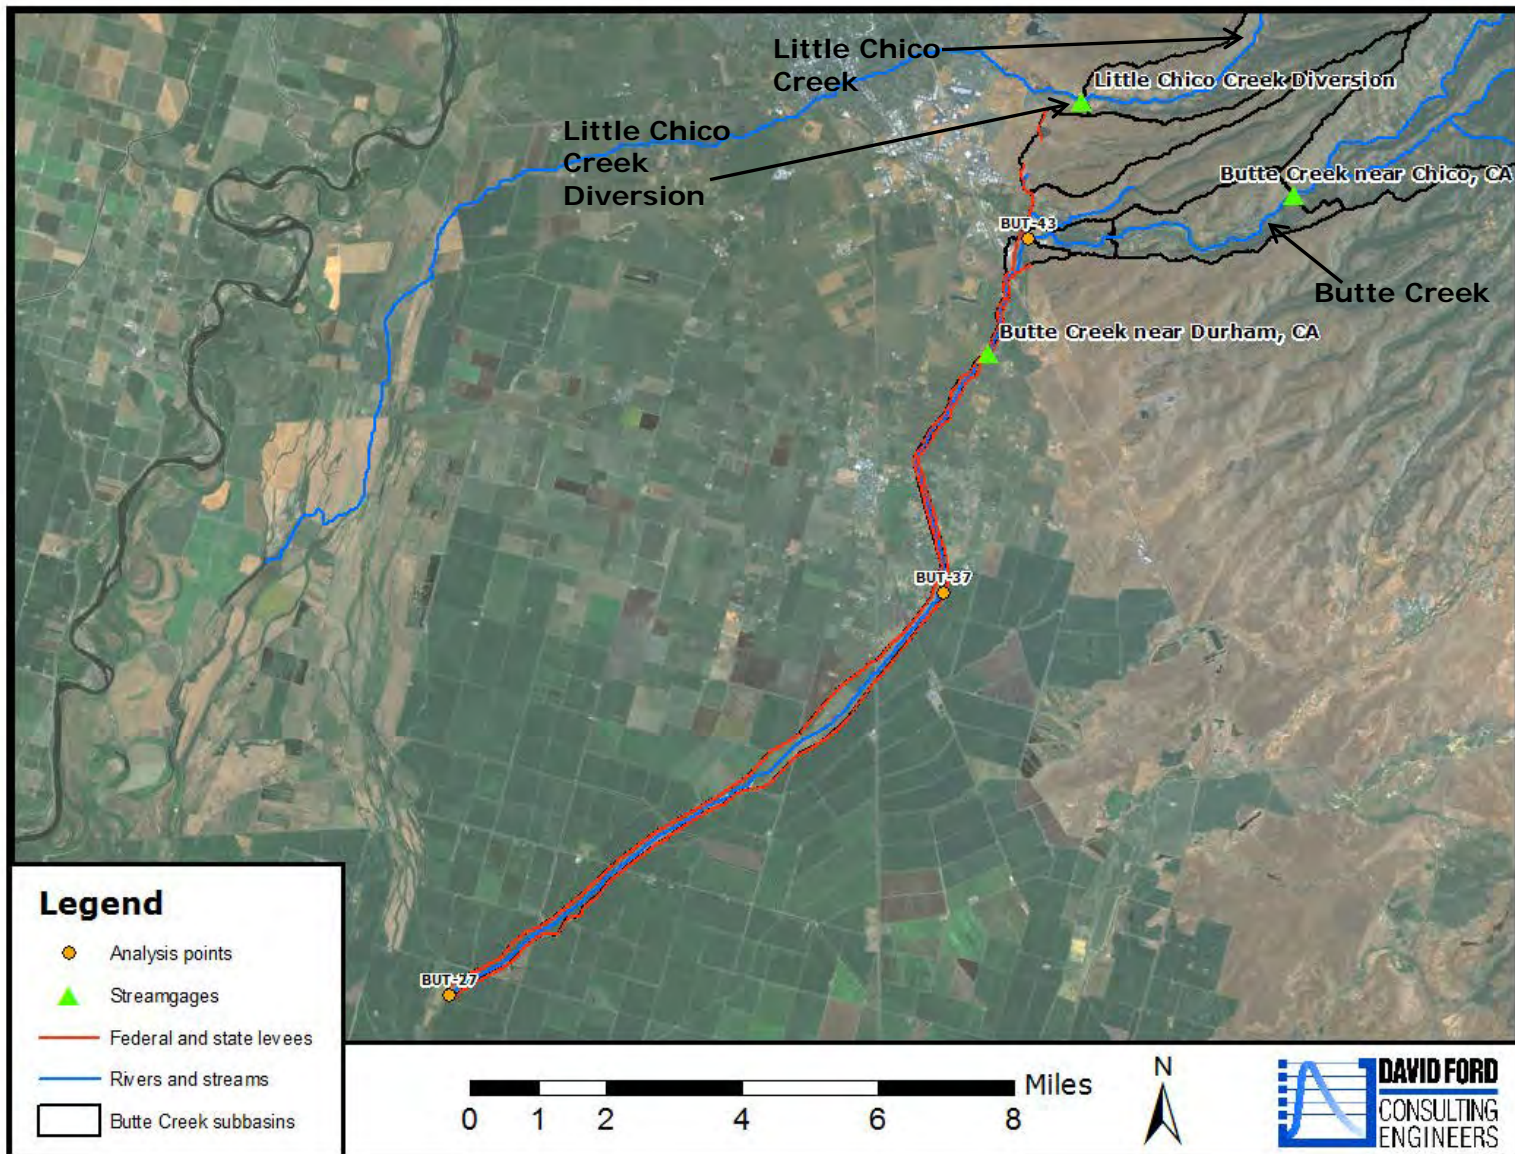 Little Chico
Creek
Little Chico Creek Diversion
Little Chico
Creek
Diversion
Butte Creek near Chico, CA
BUT-43
Butte Creek
Butte Creek near Durham, CA
BUT-37
BUT-27
Legend
Analysis points
Streamgages
Federal and state levees
Rivers and streams
Butte Creek subbasins
Miles
0 1 2 4 6 8
N
DAVID FORD
CONSULTING
ENGINEERS